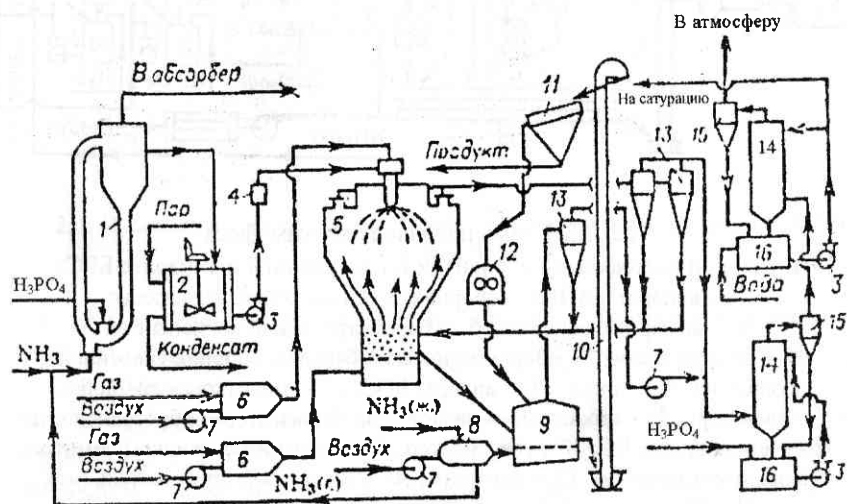 В атмосферу
В абсорбер
11
На сатурацию
15
14
13
Продукт
4
5
13
1
Пар
12
16
H₃PO₄
2
3
Вода
3
10
15
Конденсат
NH₃
7
14
Газ
6
Воздух
7
NH₃(ж.)
8
9
Газ
6
Воздух
H₃PO₄
Воздух
7
7
16
3
NH₃(г.)